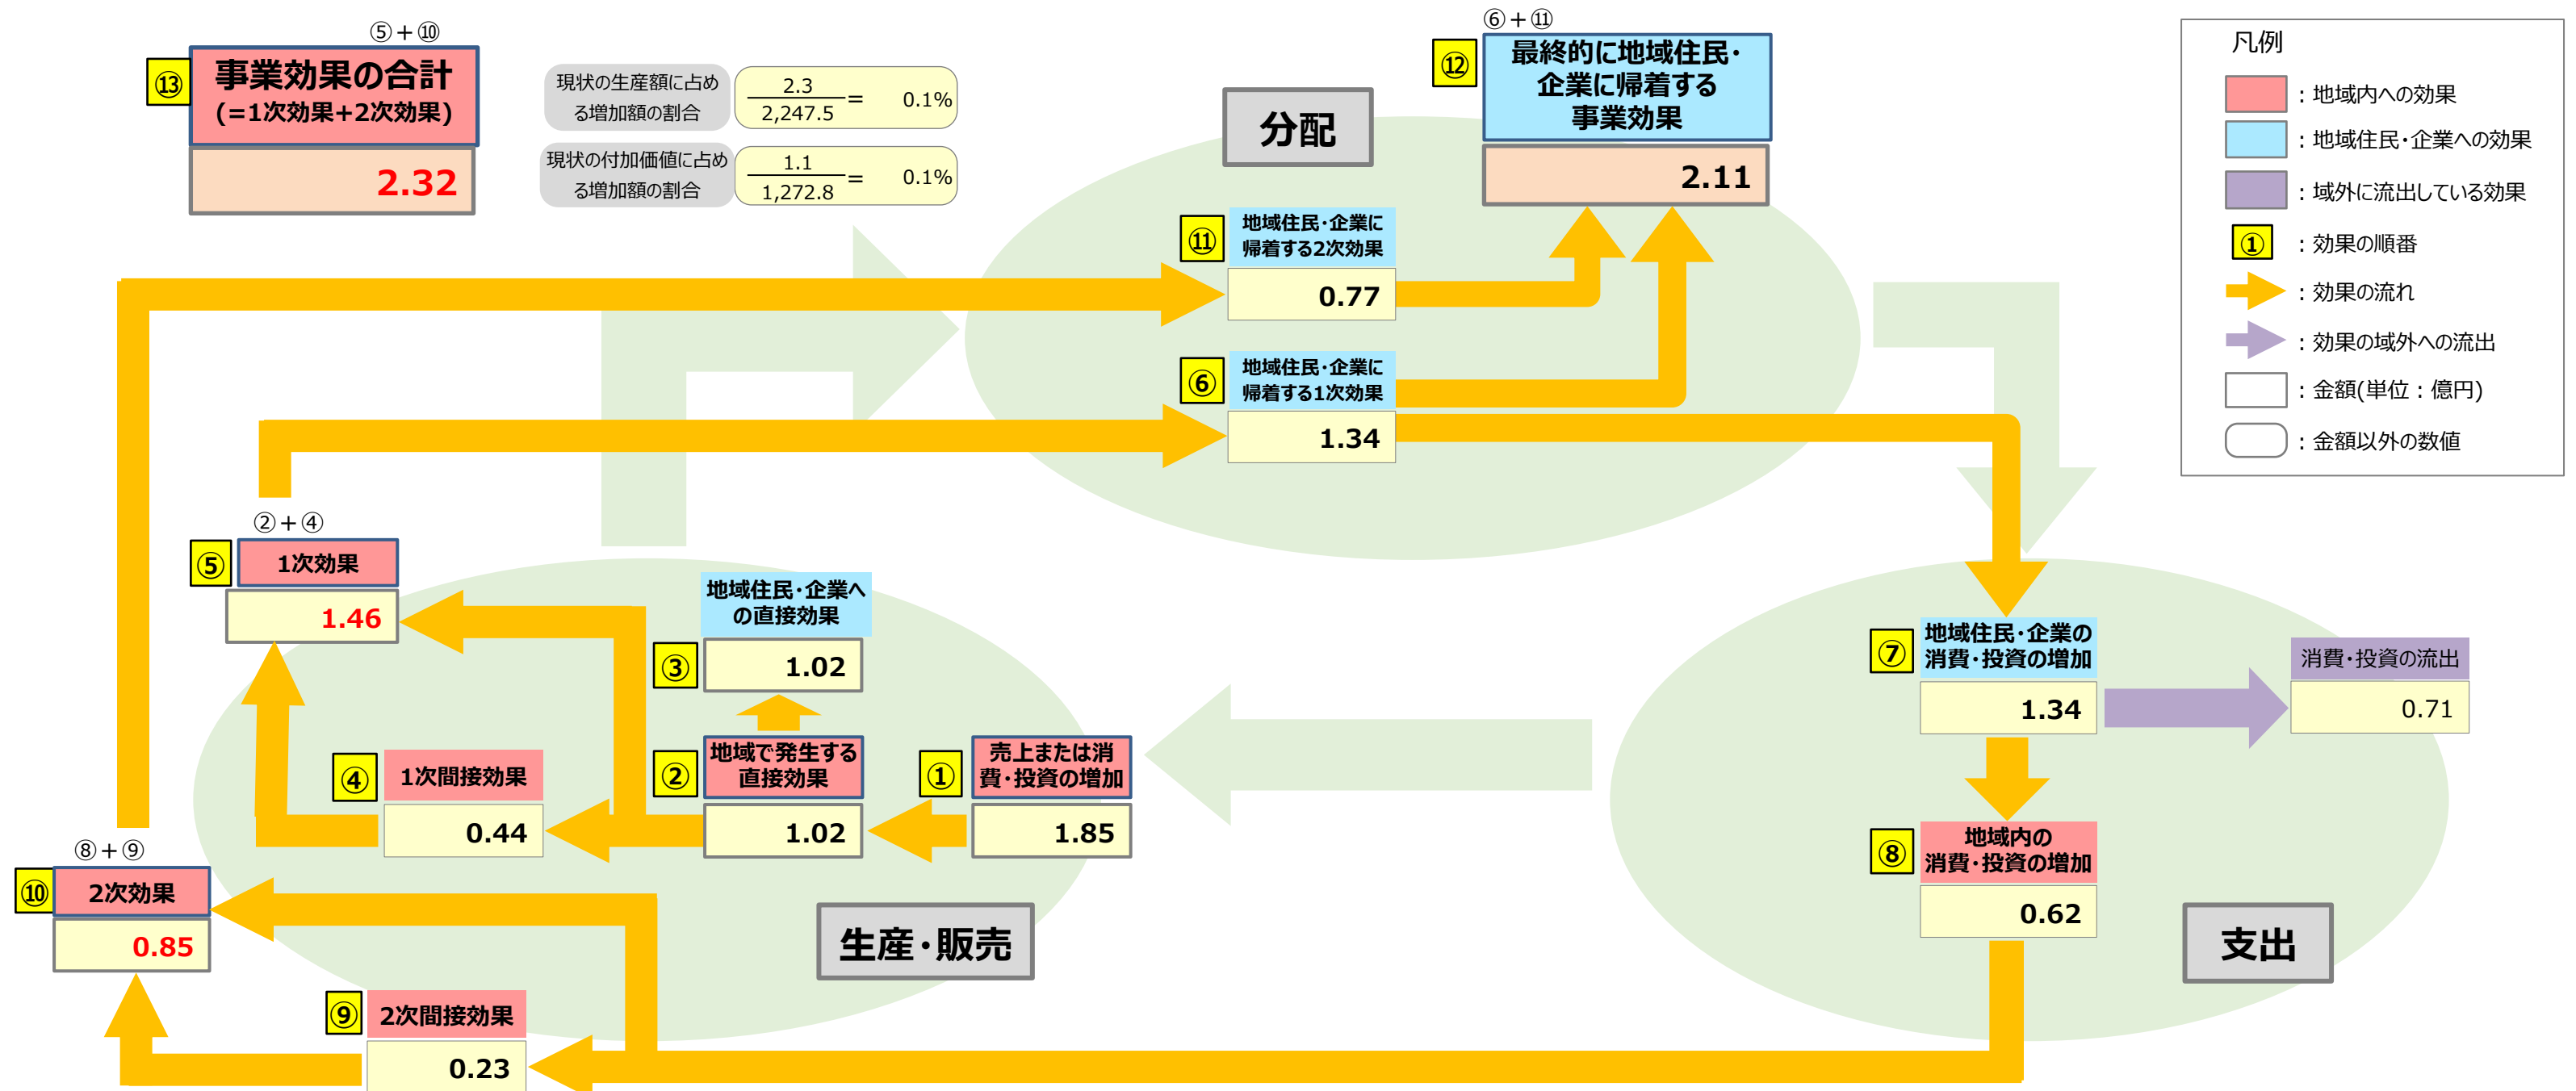 ⑤+⑩
⑬
事業効果の合計
(=1次効果+2次効果)
2.32
現状の生産額に占め
る増加額の割合
2.3
2,247.5
= 0.1%
現状の付加価値に占め
る増加額の割合
1.1
1,272.8
= 0.1%
分配
⑥+⑪
⑫
最終的に地域住民・
企業に帰着する
事業効果
2.11
⑪
地域住民・企業に
帰着する2次効果
0.77
⑥
地域住民・企業に
帰着する1次効果
1.34
凡例
：地域内への効果
：地域住民・企業への効果
：域外に流出している効果
①
：効果の順番
：効果の流れ
：効果の域外への流出
：金額(単位：億円)
：金額以外の数値
②+④
⑤
1次効果
1.46
地域住民・企業へ
の直接効果
③
1.02
④
1次間接効果
0.44
②
地域で発生する
直接効果
1.02
①
売上または消
費・投資の増加
1.85
⑦
地域住民・企業の
消費・投資の増加
1.34
消費・投資の流出
0.71
⑧
地域内の
消費・投資の増加
0.62
支出
生産・販売
⑧+⑨
⑩
2次効果
0.85
⑨
2次間接効果
0.23